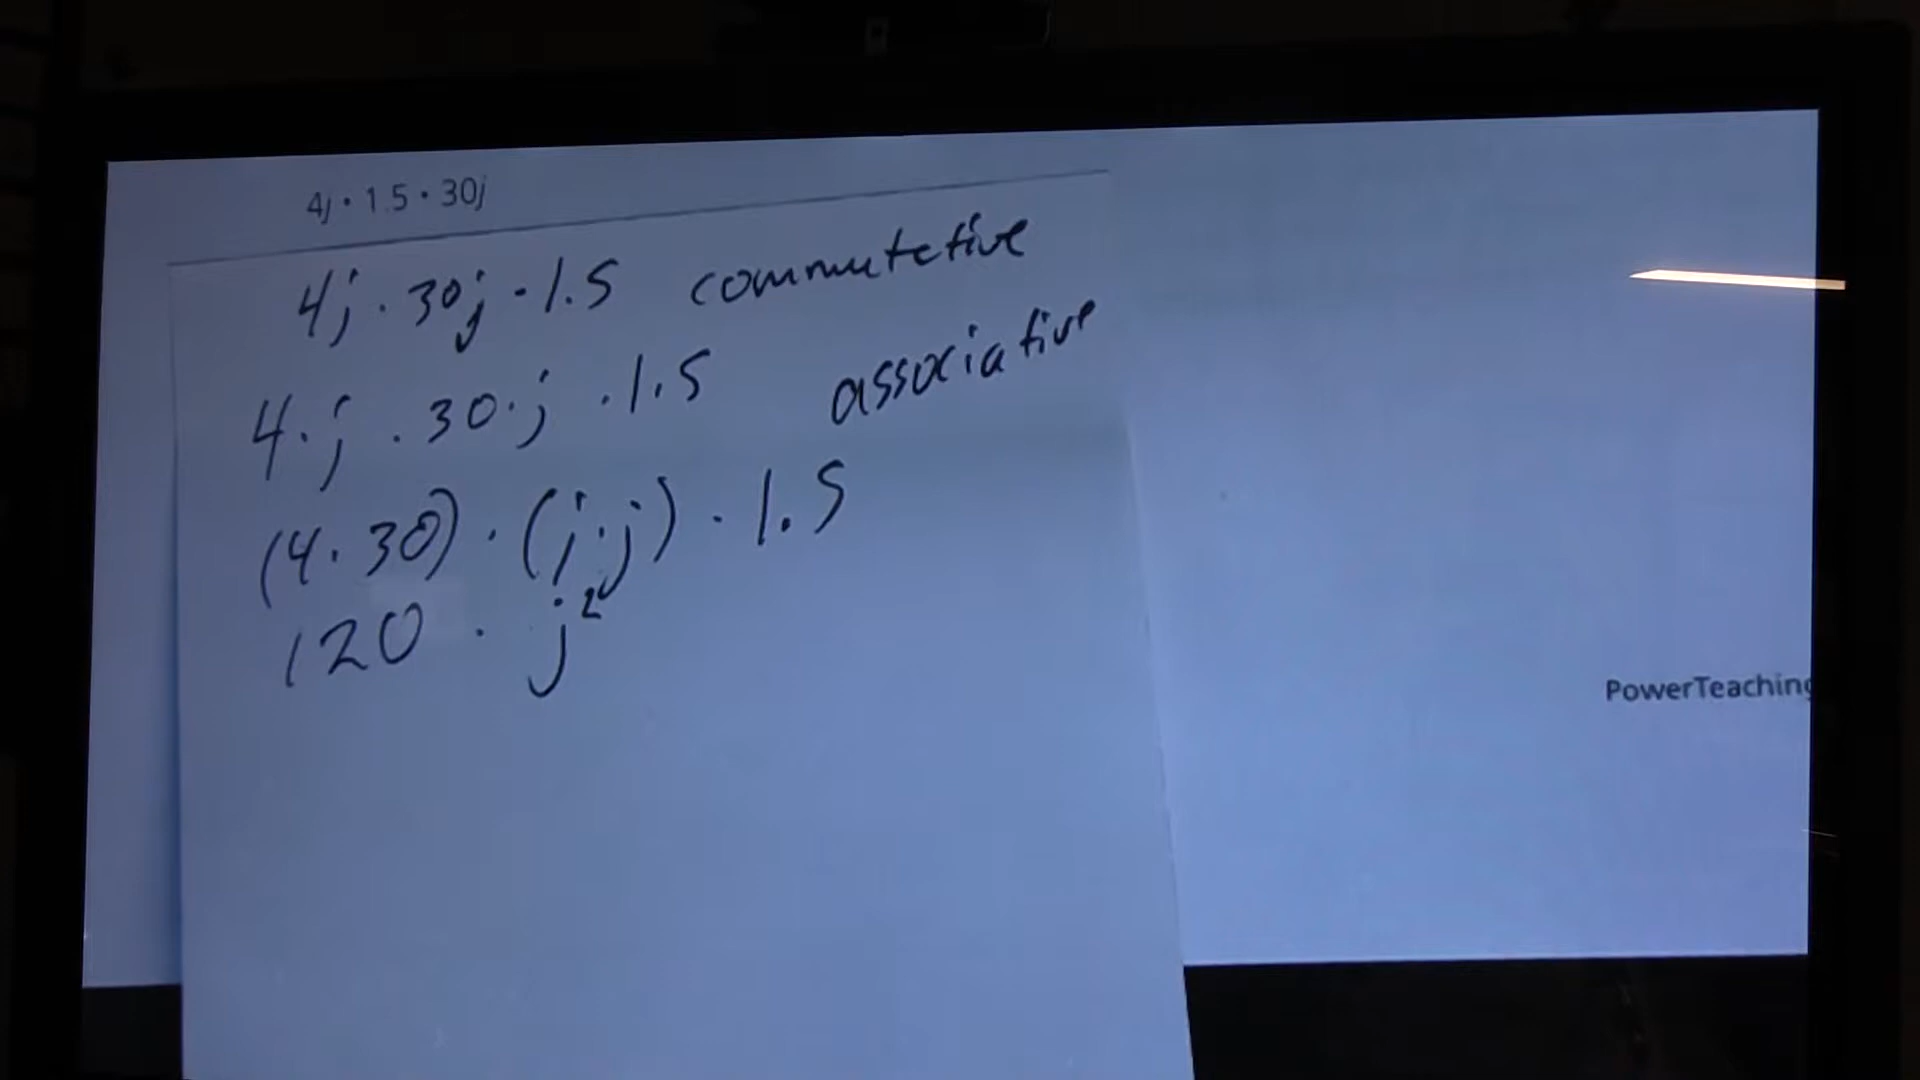 4j · 1.5 · 30j
4j · 30j · 1.5 commutetive
4 · j · 30 · j · 1.5 associative
(4 · 30) · (j · j) · 1.5
120 · j²
PowerTeaching